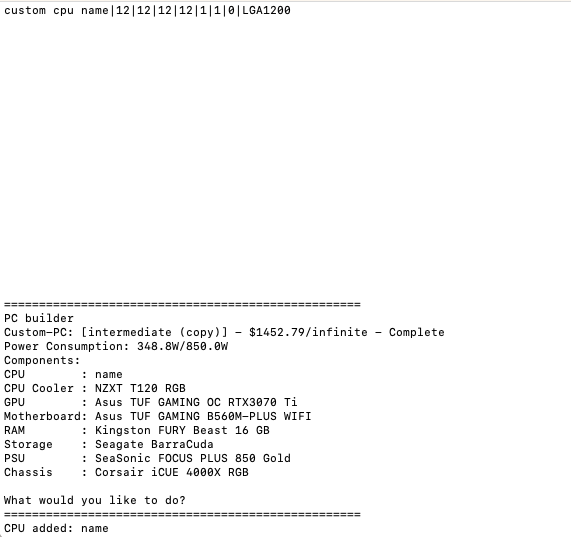 custom cpu name|12|12|12|12|1|1|0|LGA1200
===================================================
PC builder
Custom-PC: [intermediate (copy)] - $1452.79/infinite - Complete
Power Consumption: 348.8W/850.0W
Components:
CPU        : name
CPU Cooler : NZXT T120 RGB
GPU        : Asus TUF GAMING OC RTX3070 Ti
Motherboard: Asus TUF GAMING B560M-PLUS WIFI
RAM        : Kingston FURY Beast 16 GB
Storage    : Seagate BarraCuda
PSU        : SeaSonic FOCUS PLUS 850 Gold
Chassis    : Corsair iCUE 4000X RGB
What would you like to do?
===================================================
CPU added: name